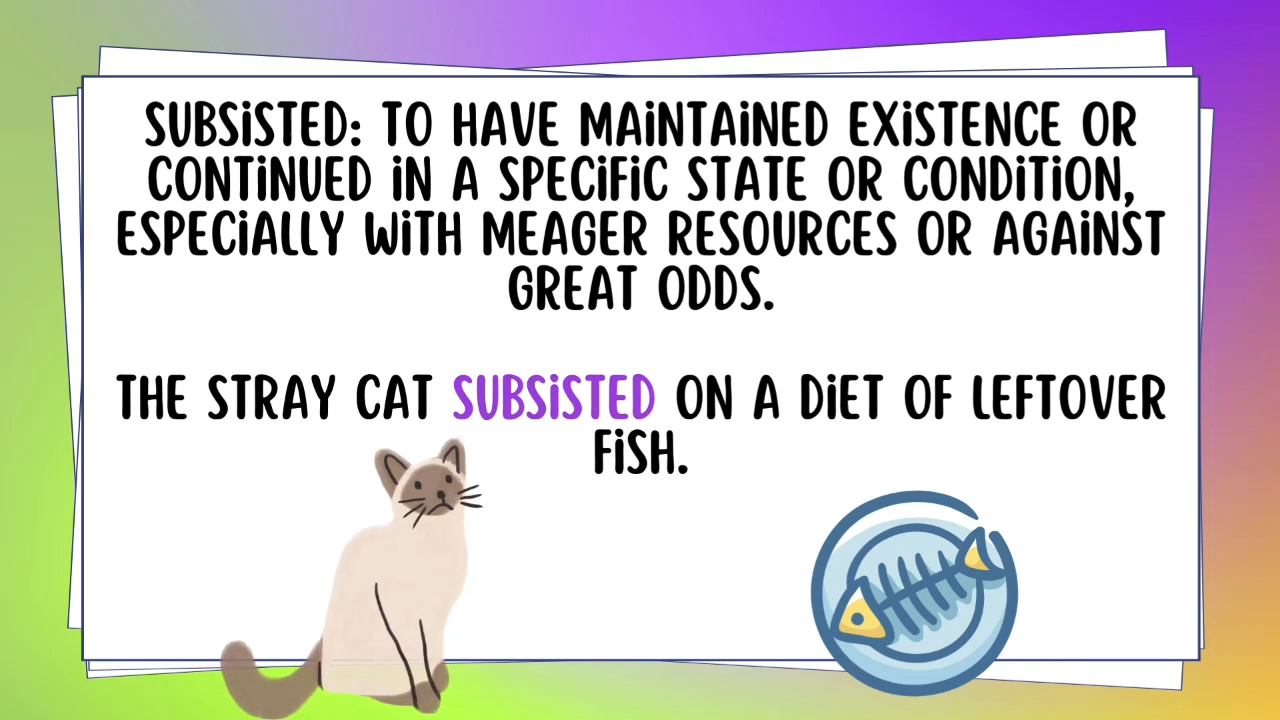 SUBSISTED: TO HAVE MAINTAINED EXISTENCE OR
CONTINUED IN A SPECIFIC STATE OR CONDITION,
ESPECIALLY WITH MEAGER RESOURCES OR AGAINST
GREAT ODDS.
THE STRAY CAT SUBSISTED ON A DIET OF LEFTOVER
FISH.